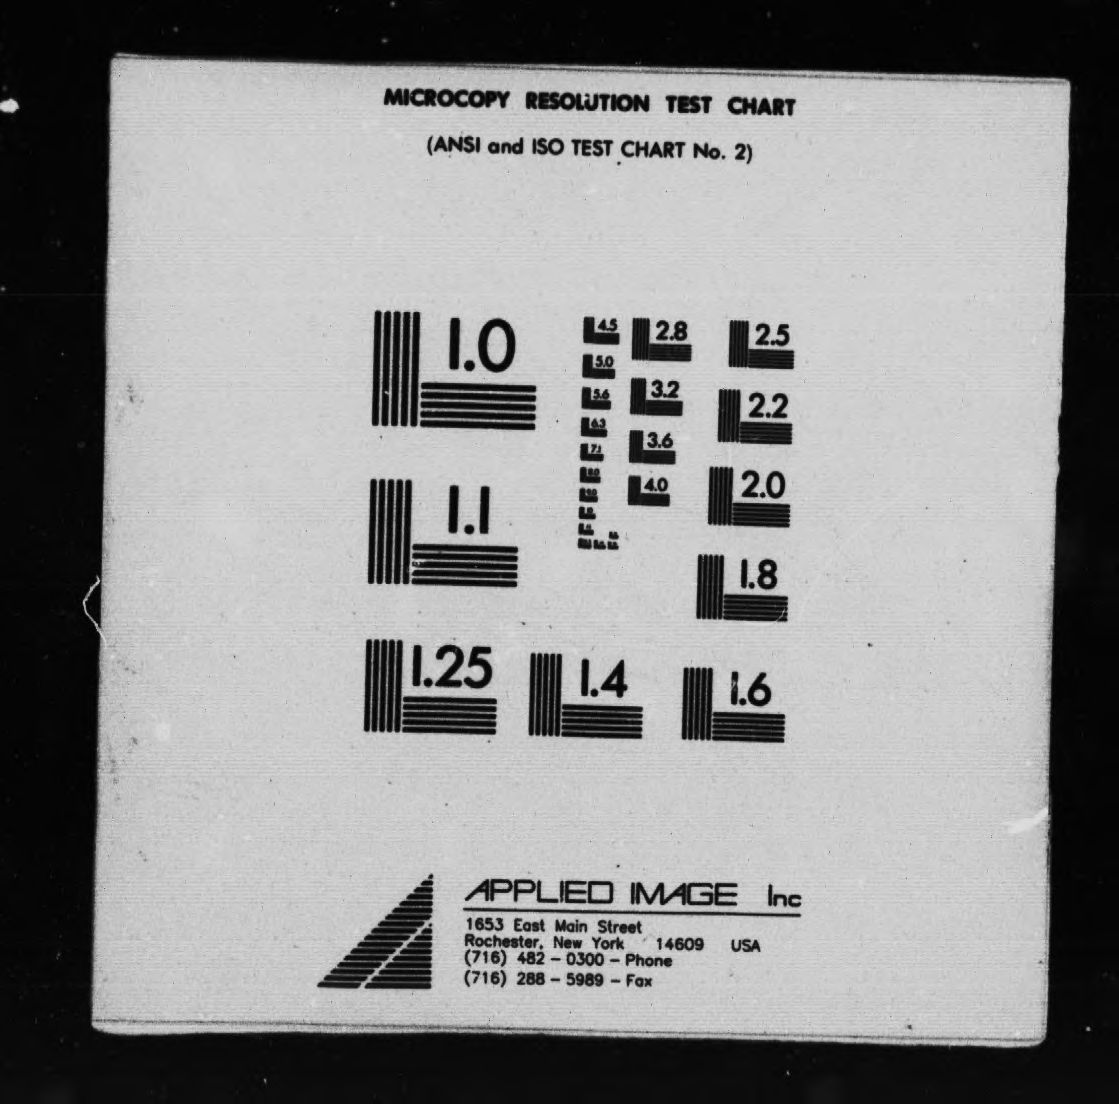 MICROCOPY RESOLUTION TEST CHART
(ANSI and ISO TEST CHART No. 2)
1.0
1.1
1.25
1.4
1.6
1.8
2.0
2.2
2.5
2.8
3.2
3.6
4.0
4.5
5.0
5.6
6.3
7.1
8.0
9.0
APPLIED IMAGE Inc
1653 East Main Street
Rochester, New York 14609 USA
(716) 482 - 0300 - Phone
(716) 288 - 5989 - Fax